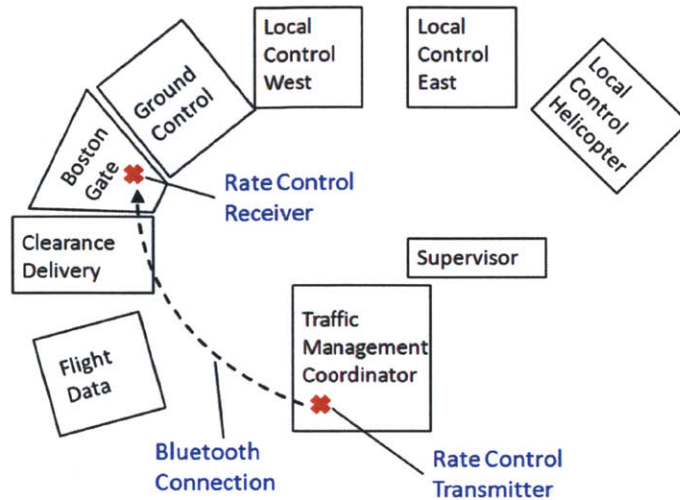 Local
Control
West
Local
Control
East
Local
Control
Helicopter
Ground
Control
Boston
Gate
Rate Control
Receiver
Clearance
Delivery
Supervisor
Traffic
Management
Coordinator
Flight
Data
Bluetooth
Connection
Rate Control
Transmitter